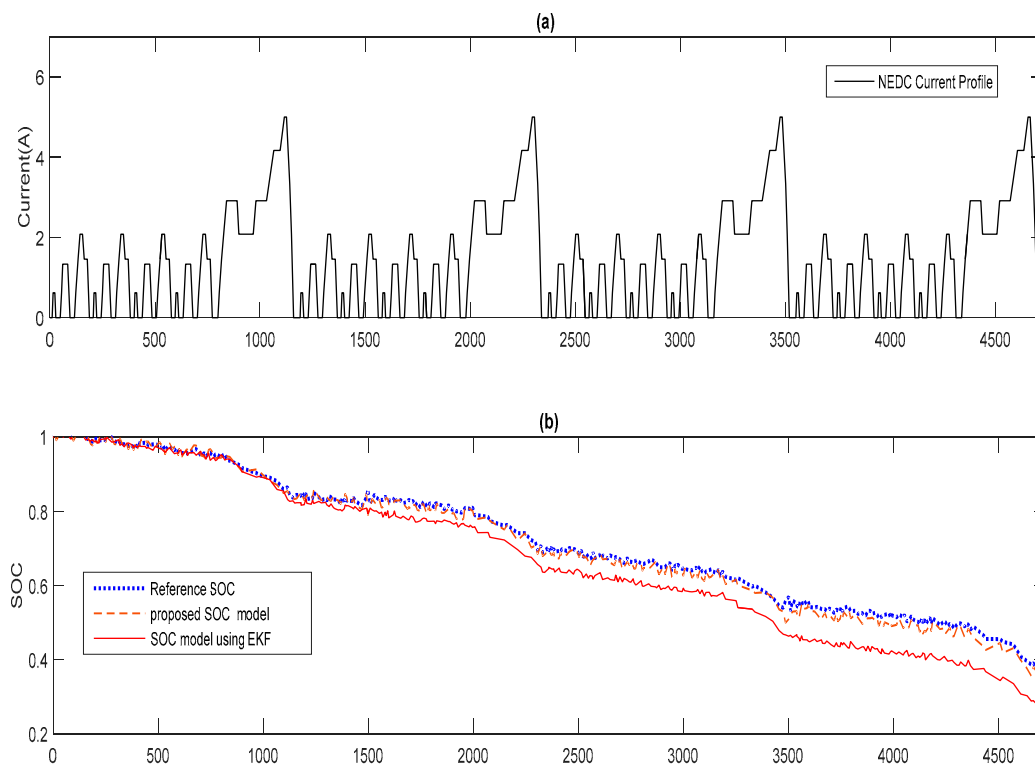 (a)
6
4
2
0
Current(A)
NEDC Current Profile
0 500 1000 1500 2000 2500 3000 3500 4000 4500
(b)
1
0.8
0.6
0.4
0.2
SOC
Reference SOC
proposed SOC model
SOC model using EKF
0 500 1000 1500 2000 2500 3000 3500 4000 4500